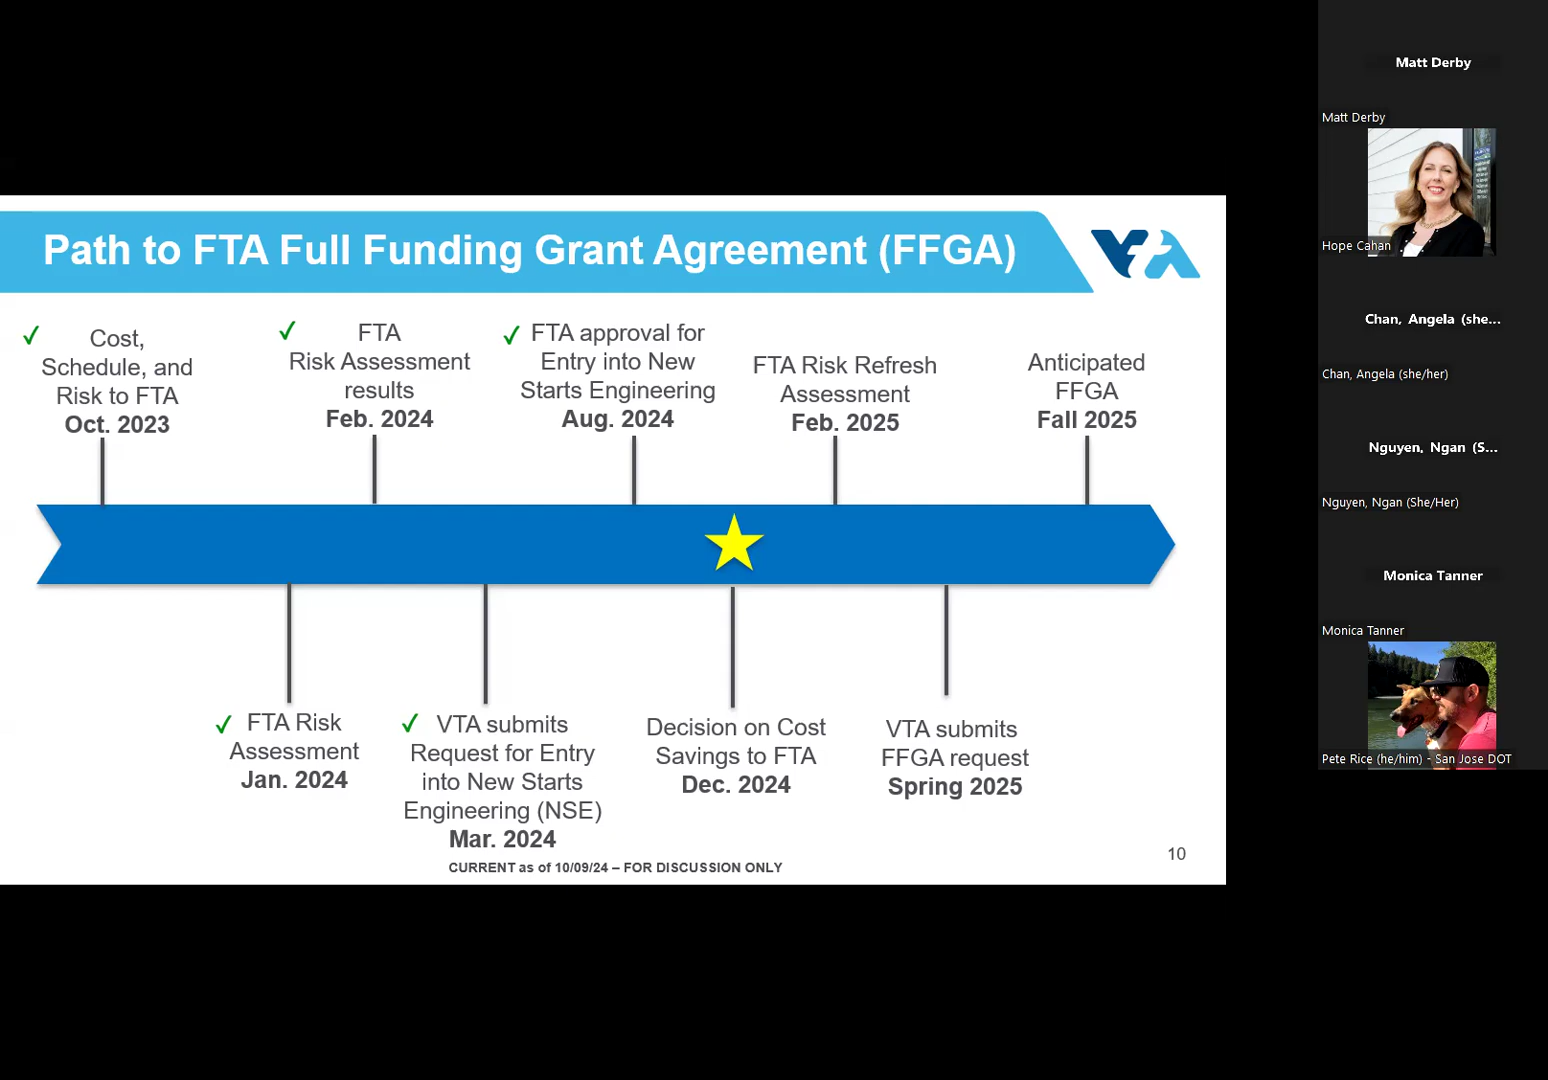 Path to FTA Full Funding Grant Agreement (FFGA)
VTA
✓ Cost,
Schedule, and
Risk to FTA
Oct. 2023
✓ FTA
Risk Assessment
results
Feb. 2024
✓ FTA approval for
Entry into New
Starts Engineering
Aug. 2024
FTA Risk Refresh
Assessment
Feb. 2025
Anticipated
FFGA
Fall 2025
✓ FTA Risk
Assessment
Jan. 2024
✓ VTA submits
Request for Entry
into New Starts
Engineering (NSE)
Mar. 2024
Decision on Cost
Savings to FTA
Dec. 2024
VTA submits
FFGA request
Spring 2025
CURRENT as of 10/09/24 – FOR DISCUSSION ONLY
10
Matt Derby
Matt Derby
Hope Cahan
Chan, Angela (she...
Chan, Angela (she/her)
Nguyen, Ngan (S...
Nguyen, Ngan (She/Her)
Monica Tanner
Monica Tanner
Pete Rice (he/him) - San Jose DOT